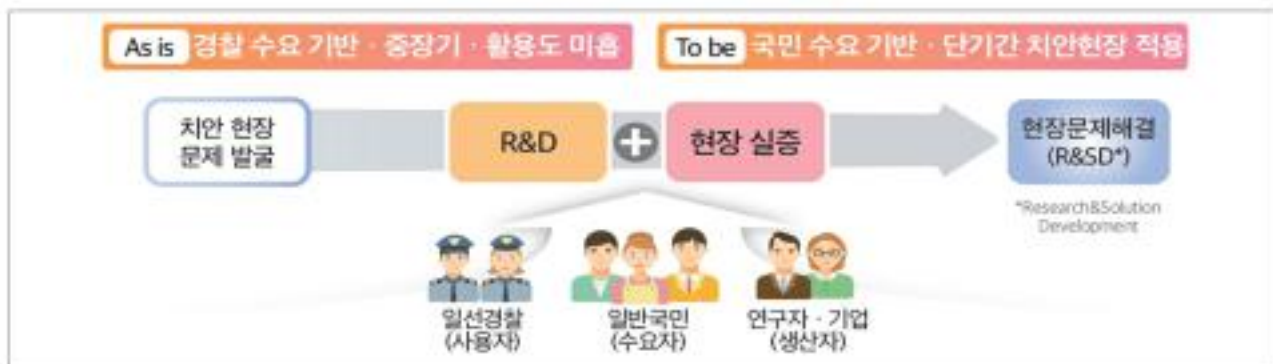 As is 경찰 수요 기반 · 중장기 · 활용도 미흡
To be 국민 수요 기반 · 단기간 치안현장 적용
치안 현장
문제 발굴
R&D
현장 실증
현장문제해결
(R&SD*)
*Research&Solution
Development
일선경찰
(사용자)
일반국민
(수요자)
연구자 · 기업
(생산자)